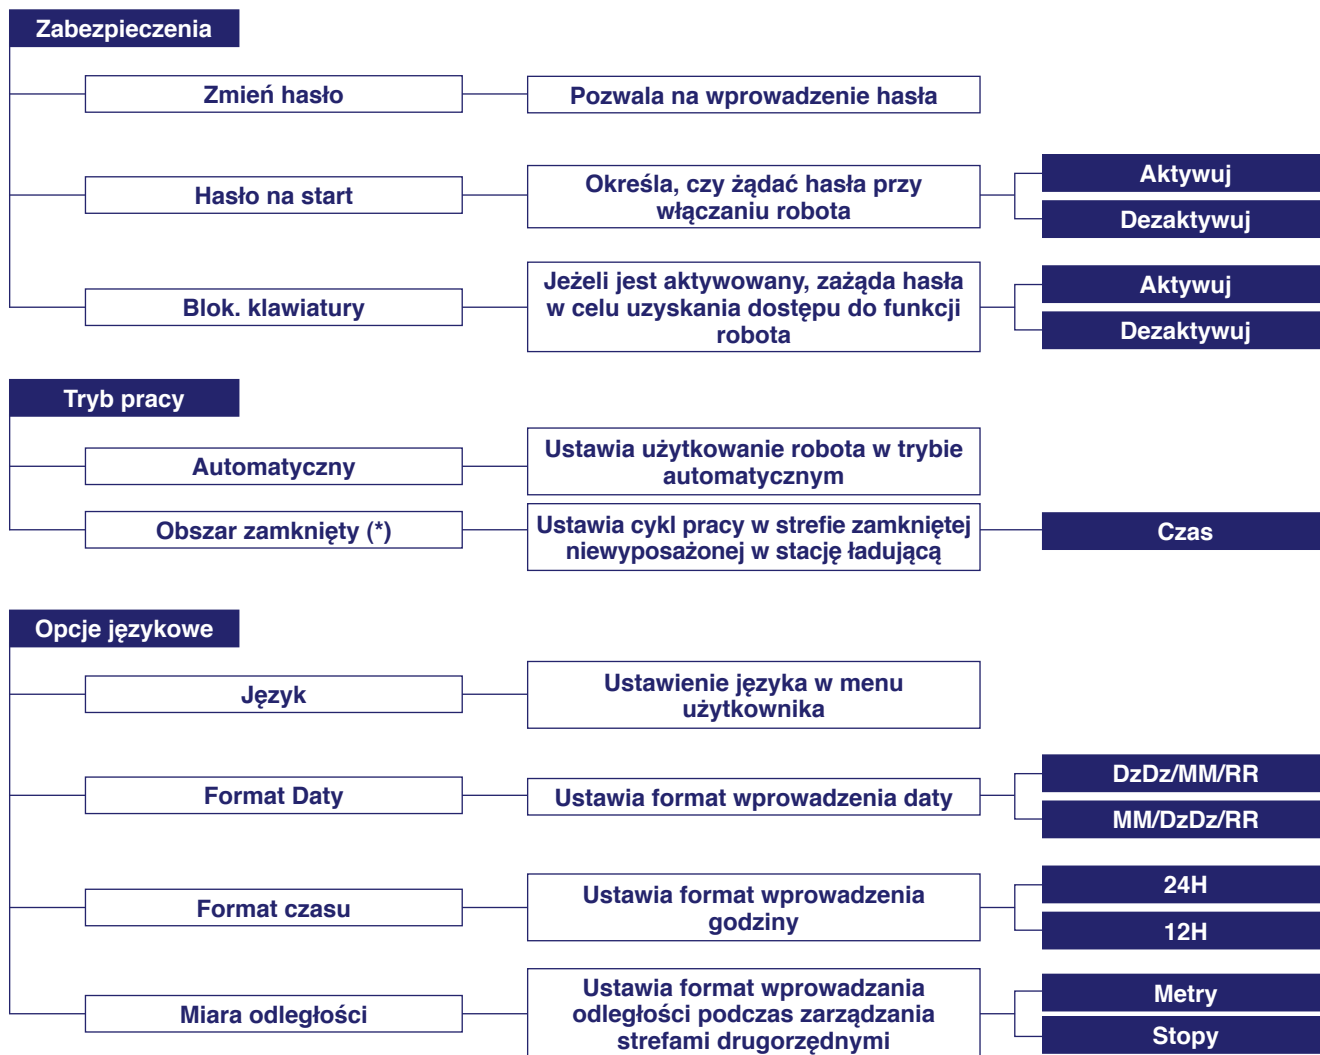 Zabezpieczenia
Zmień hasło
Pozwala na wprowadzenie hasła
Hasło na start
Określa, czy żądać hasła przy
włączaniu robota
Aktywuj
Dezaktywuj
Blok. klawiatury
Jeżeli jest aktywowany, zażąda hasła
w celu uzyskania dostępu do funkcji
robota
Aktywuj
Dezaktywuj
Tryb pracy
Automatyczny
Ustawia użytkowanie robota w trybie
automatycznym
Obszar zamknięty (*)
Ustawia cykl pracy w strefie zamkniętej
niewyposażonej w stację ładującą
Czas
Opcje językowe
Język
Ustawienie języka w menu
użytkownika
Format Daty
Ustawia format wprowadzenia daty
DzDz/MM/RR
MM/DzDz/RR
Format czasu
Ustawia format wprowadzenia
godziny
24H
12H
Miara odległości
Ustawia format wprowadzania
odległości podczas zarządzania
strefami drugorzędnymi
Metry
Stopy